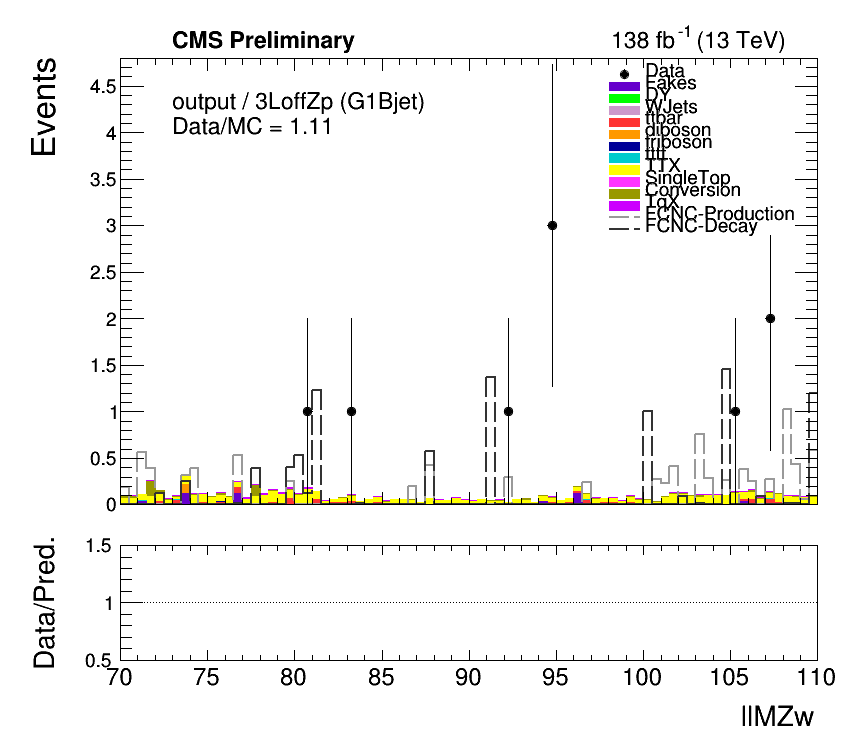 CMS Preliminary
138 fb-1 (13 TeV)
Events
4.5
4
3.5
3
2.5
2
1.5
1
0.5
0
output / 3LoffZp (G1Bjet)
Data/MC = 1.11
Data
Fakes
DY
WJets
ttbar
diboson
triboson
tttt
TTX
SingleTop
Conversion
TqX
FCNC-Production
FCNC-Decay
Data/Pred.
1.5
1
0.5
70 75 80 85 90 95 100 105 110
llMZw